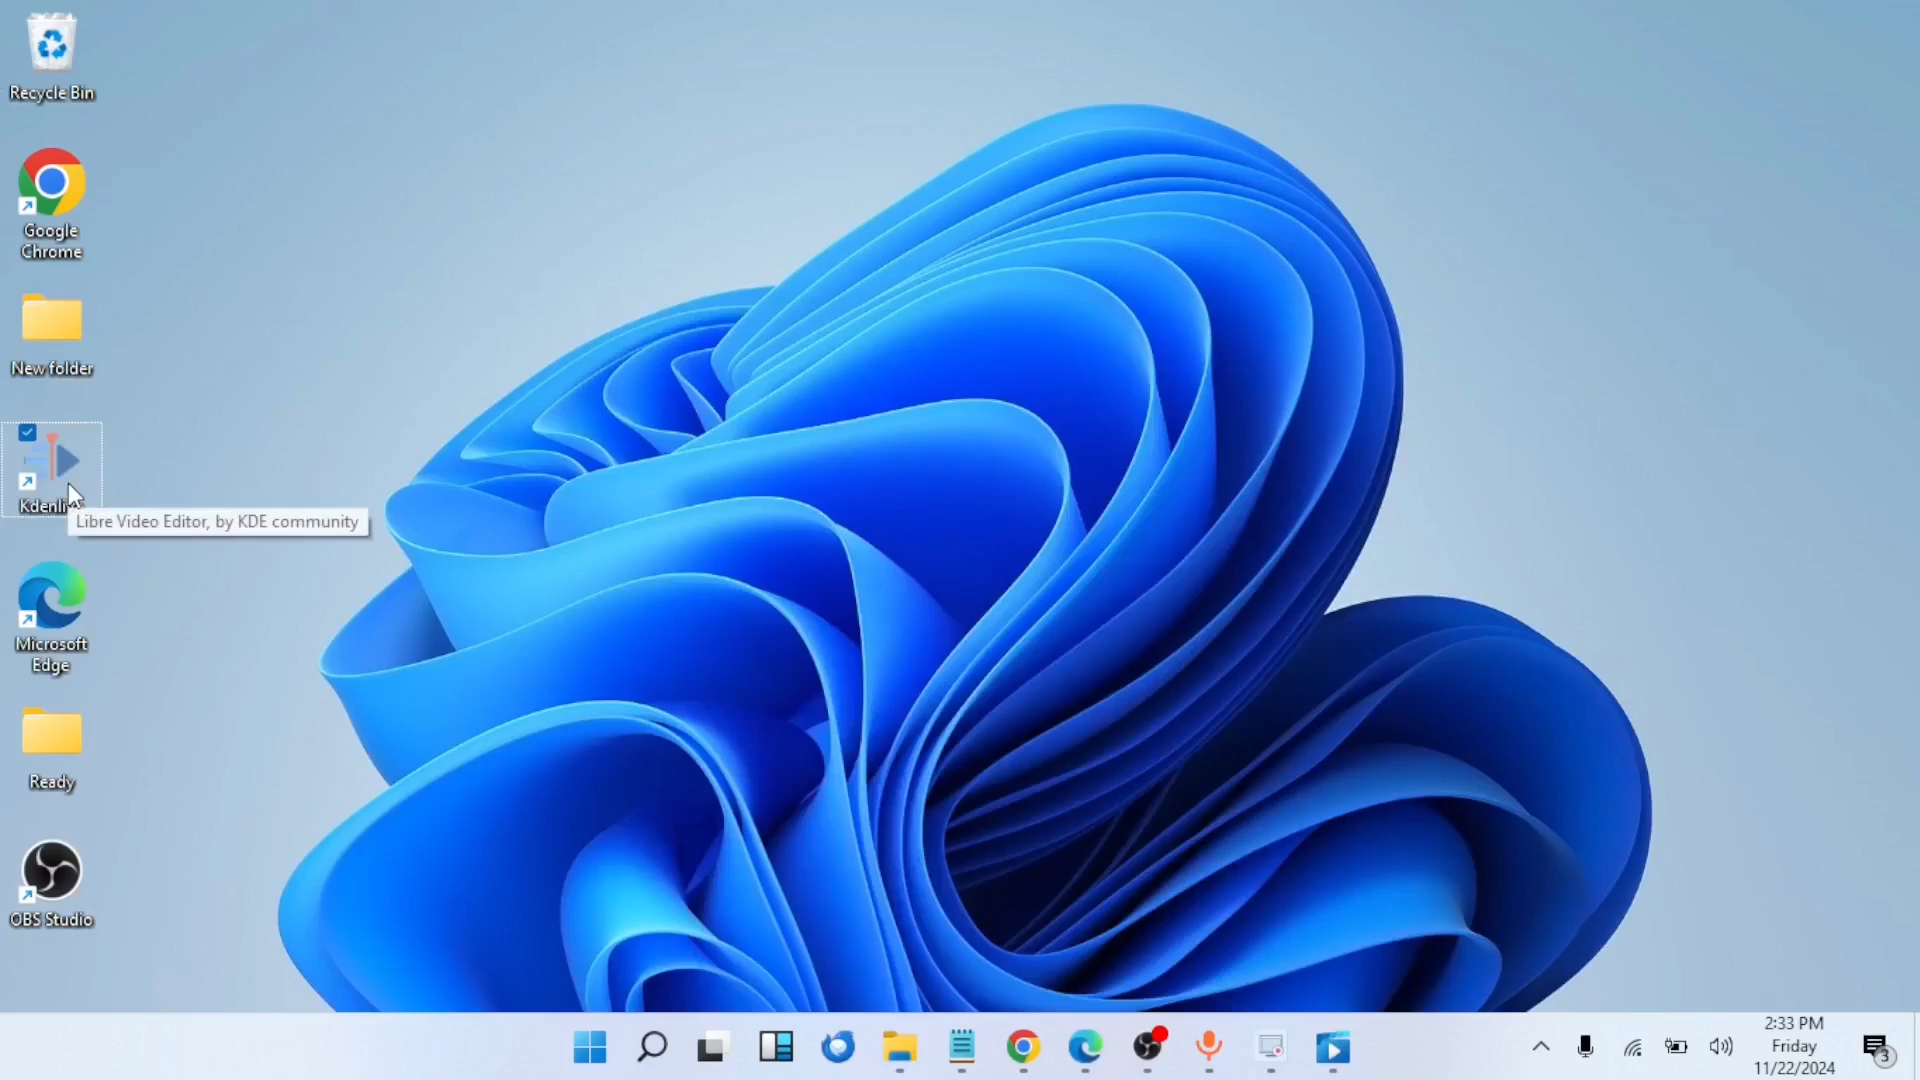 Recycle Bin
Google
Chrome
New folder
Libre Video Editor, by KDE community
Microsoft
Edge
Ready
OBS Studio
2:33 PM
Friday
11/22/2024
3